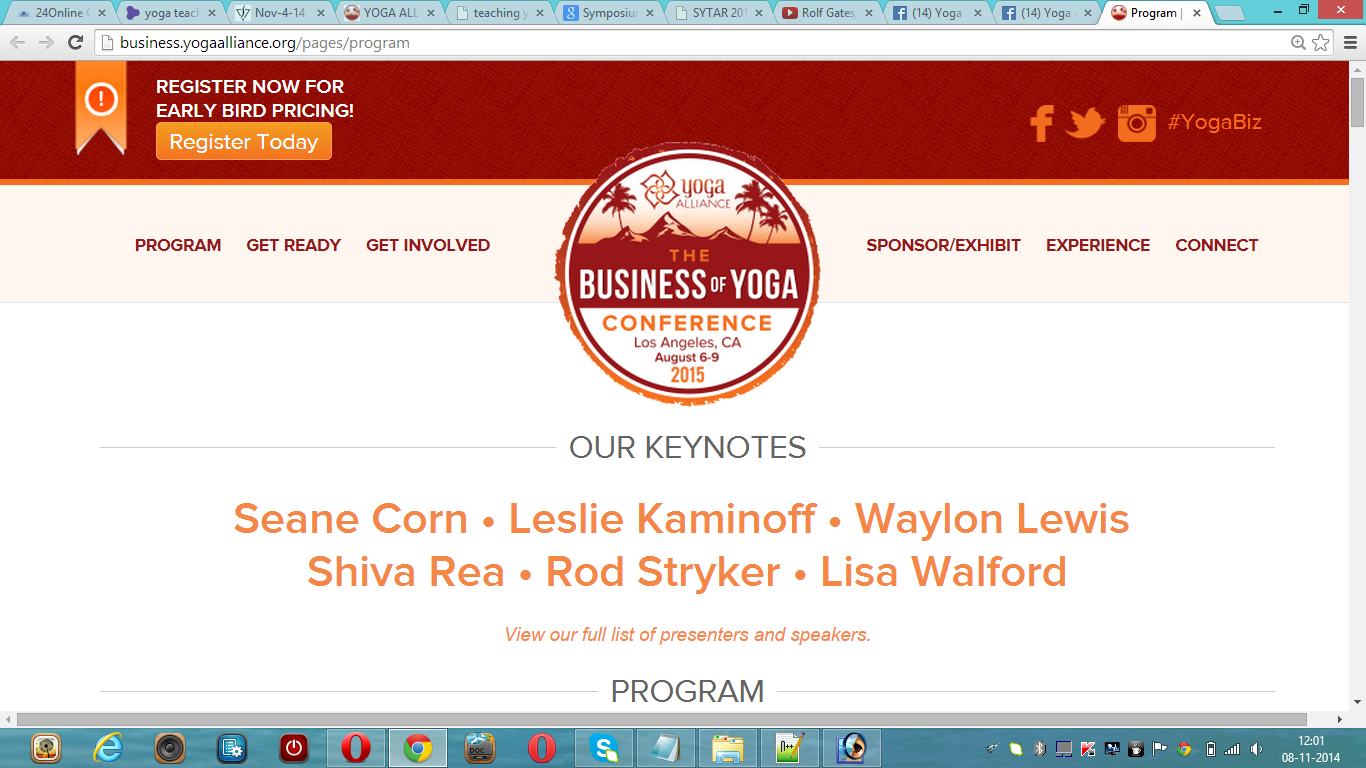 24Online C
yoga teach
Nov-4-14
YOGA ALL
teaching y
Symposiu
SYTAR 201
Rolf Gates,
(14) Yoga
(14) Yoga
Program |
business.yogaalliance.org/pages/program
REGISTER NOW FOR
EARLY BIRD PRICING!
Register Today
#YogaBiz
PROGRAM
GET READY
GET INVOLVED
yoga
ALLIANCE
THE
BUSINESS OF YOGA
CONFERENCE
Los Angeles, CA
August 6-9
2015
SPONSOR/EXHIBIT
EXPERIENCE
CONNECT
OUR KEYNOTES
Seane Corn • Leslie Kaminoff • Waylon Lewis
Shiva Rea • Rod Stryker • Lisa Walford
View our full list of presenters and speakers.
PROGRAM
DOC
12:01
08-11-2014